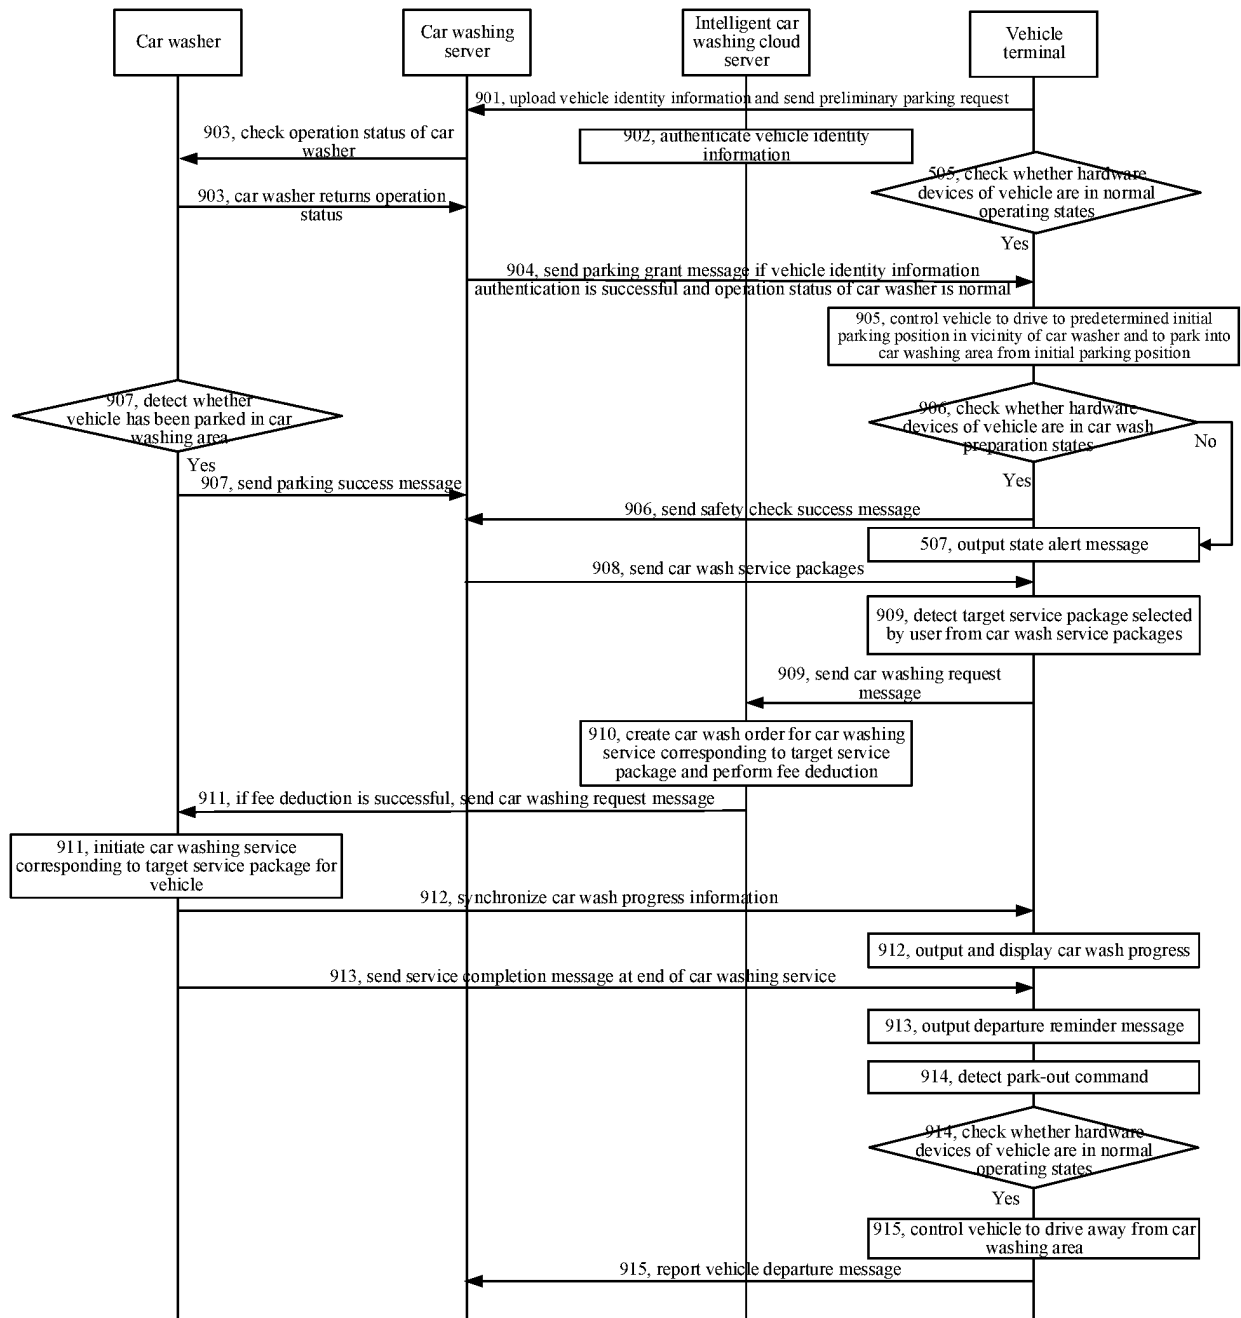 Car washer
Car washing
server
Intelligent car
washing cloud
server
Vehicle
terminal
901, upload vehicle identity information and send preliminary parking request
903, check operation status of car
washer
902, authenticate vehicle identity
information
505, check whether hardware
devices of vehicle are in normal
operating states
903, car washer returns operation
status
Yes
904, send parking grant message if vehicle identity information
authentication is successful and operation status of car washer is normal
905, control vehicle to drive to predetermined initial
parking position in vicinity of car washer and to park into
car washing area from initial parking position
907, detect whether
vehicle has been parked in car
washing area
906, check whether hardware
devices of vehicle are in car wash
preparation states
No
Yes
907, send parking success message
Yes
906, send safety check success message
507, output state alert message
908, send car wash service packages
909, detect target service package selected
by user from car wash service packages
909, send car washing request
message
910, create car wash order for car washing
service corresponding to target service
package and perform fee deduction
911, if fee deduction is successful, send car washing request message
911, initiate car washing service
corresponding to target service package for
vehicle
912, synchronize car wash progress information
912, output and display car wash progress
913, send service completion message at end of car washing service
913, output departure reminder message
914, detect park-out command
914, check whether hardware
devices of vehicle are in normal
operating states
Yes
915, control vehicle to drive away from car
washing area
915, report vehicle departure message